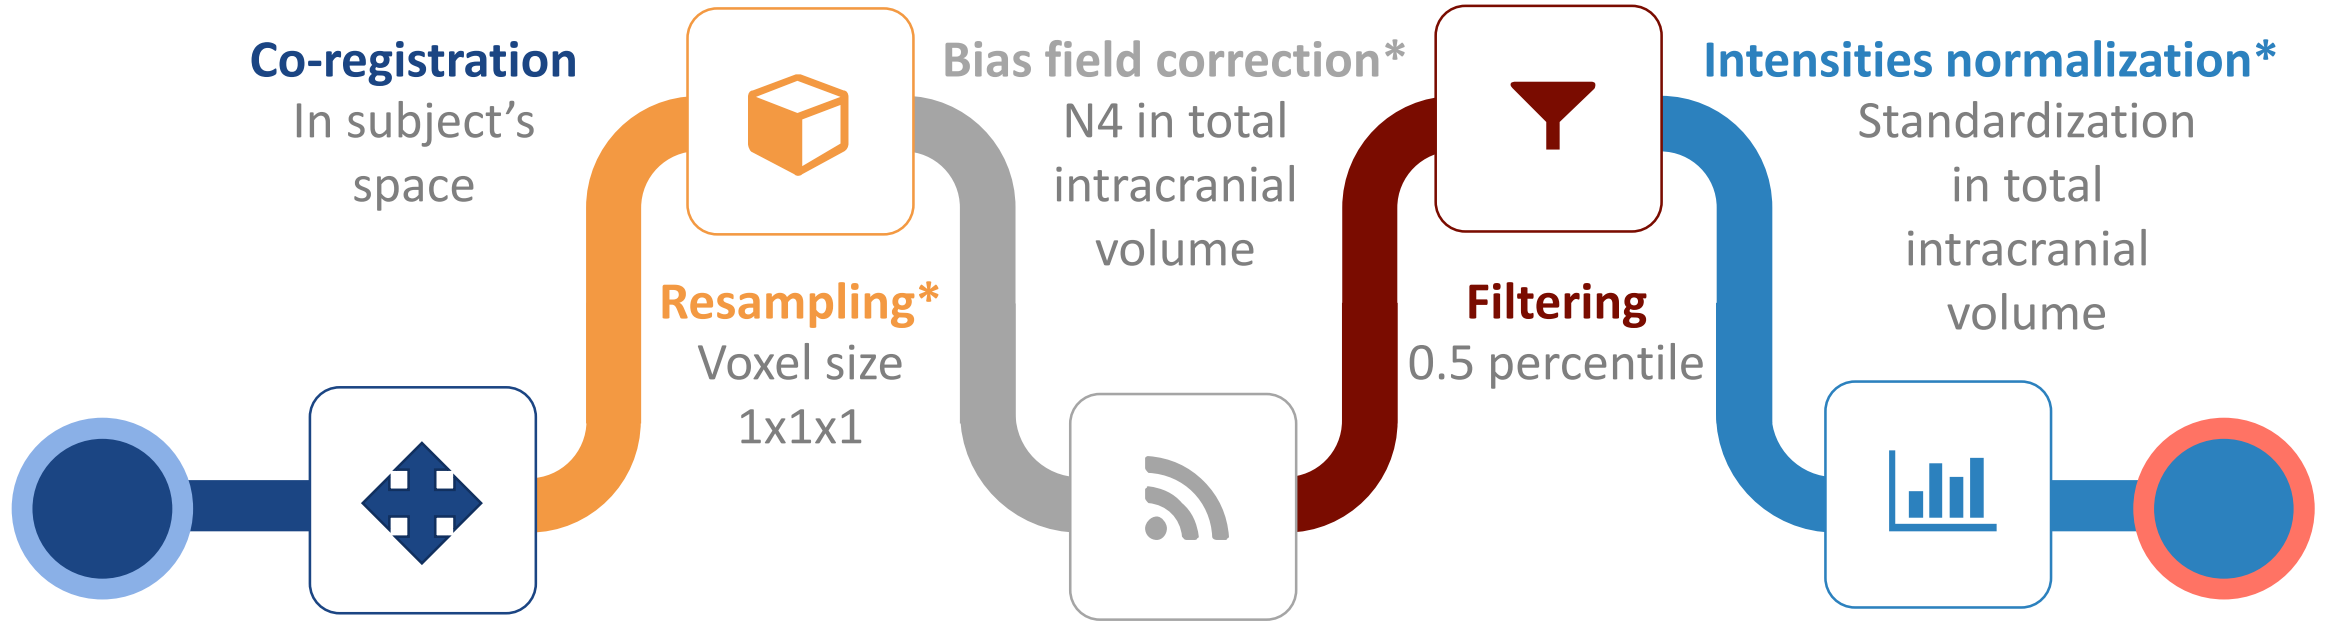 Co-registration
In subject's
space
Resampling*
Voxel size
1x1x1
Bias field correction*
N4 in total
intracranial
volume
Filtering
0.5 percentile
Intensities normalization*
Standardization
in total
intracranial
volume